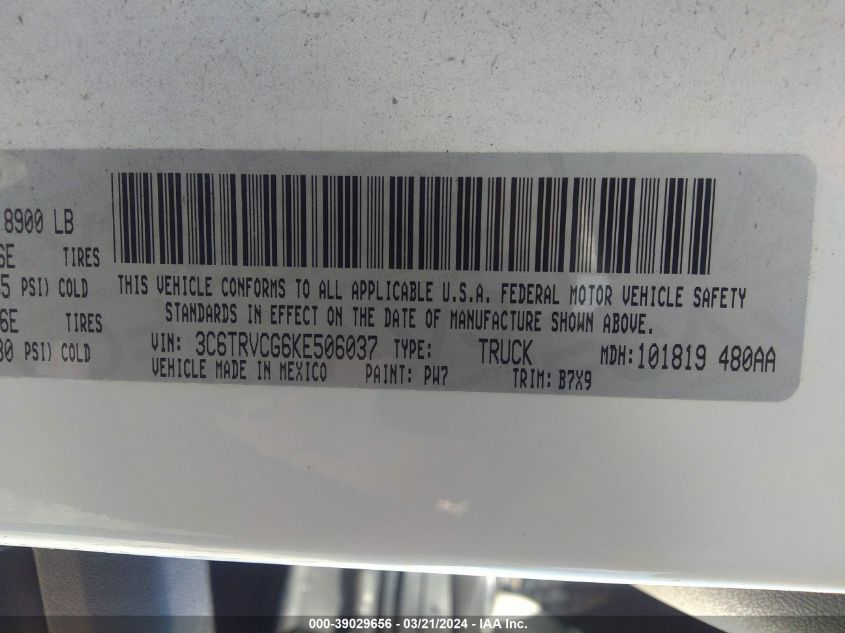 8900 LB
6E TIRES
5 PSI) COLD
6E TIRES
80 PSI) COLD
THIS VEHICLE CONFORMS TO ALL APPLICABLE U.S.A. FEDERAL MOTOR VEHICLE SAFETY
STANDARDS IN EFFECT ON THE DATE OF MANUFACTURE SHOWN ABOVE.
VIN: 3C6TRVCG6KE506037 TYPE: TRUCK MDH: 101819 480AA
VEHICLE MADE IN MEXICO PAINT: PW7 TRIM: B7X9
000-39029656 - 03/21/2024 - IAA Inc.